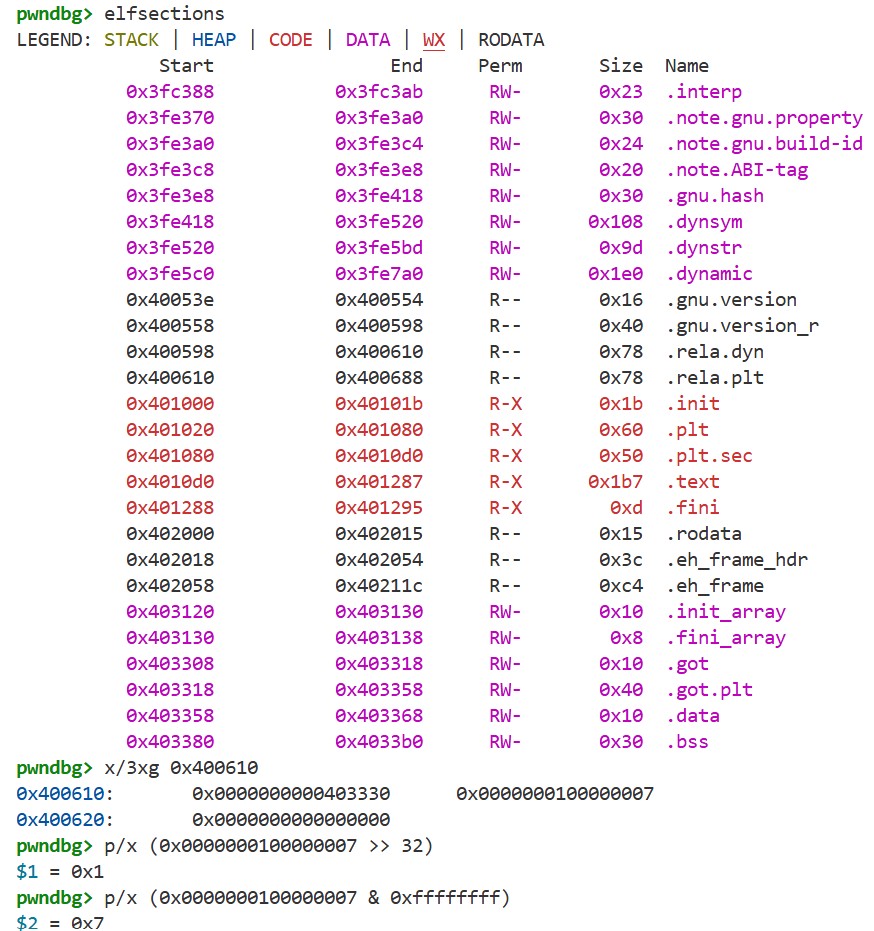 pwndbg> elfsections
LEGEND: STACK | HEAP | CODE | DATA | WX | RODATA
Start End Perm Size Name
0x3fc388 0x3fc3ab RW- 0x23 .interp
0x3fe370 0x3fe3a0 RW- 0x30 .note.gnu.property
0x3fe3a0 0x3fe3c4 RW- 0x24 .note.gnu.build-id
0x3fe3c8 0x3fe3e8 RW- 0x20 .note.ABI-tag
0x3fe3e8 0x3fe418 RW- 0x30 .gnu.hash
0x3fe418 0x3fe520 RW- 0x108 .dynsym
0x3fe520 0x3fe5bd RW- 0x9d .dynstr
0x3fe5c0 0x3fe7a0 RW- 0x1e0 .dynamic
0x40053e 0x400554 R-- 0x16 .gnu.version
0x400558 0x400598 R-- 0x40 .gnu.version_r
0x400598 0x400610 R-- 0x78 .rela.dyn
0x400610 0x400688 R-- 0x78 .rela.plt
0x401000 0x40101b R-X 0x1b .init
0x401020 0x401080 R-X 0x60 .plt
0x401080 0x4010d0 R-X 0x50 .plt.sec
0x4010d0 0x401287 R-X 0x1b7 .text
0x401288 0x401295 R-X 0xd .fini
0x402000 0x402015 R-- 0x15 .rodata
0x402018 0x402054 R-- 0x3c .eh_frame_hdr
0x402058 0x40211c R-- 0xc4 .eh_frame
0x403120 0x403130 RW- 0x10 .init_array
0x403130 0x403138 RW- 0x8 .fini_array
0x403308 0x403318 RW- 0x10 .got
0x403318 0x403358 RW- 0x40 .got.plt
0x403358 0x403368 RW- 0x10 .data
0x403380 0x4033b0 RW- 0x30 .bss
pwndbg> x/3xg 0x400610
0x400610: 0x0000000000403330 0x0000000100000007
0x400620: 0x0000000000000000
pwndbg> p/x (0x0000000100000007 >> 32)
$1 = 0x1
pwndbg> p/x (0x0000000100000007 & 0xffffffff)
$2 = 0x7